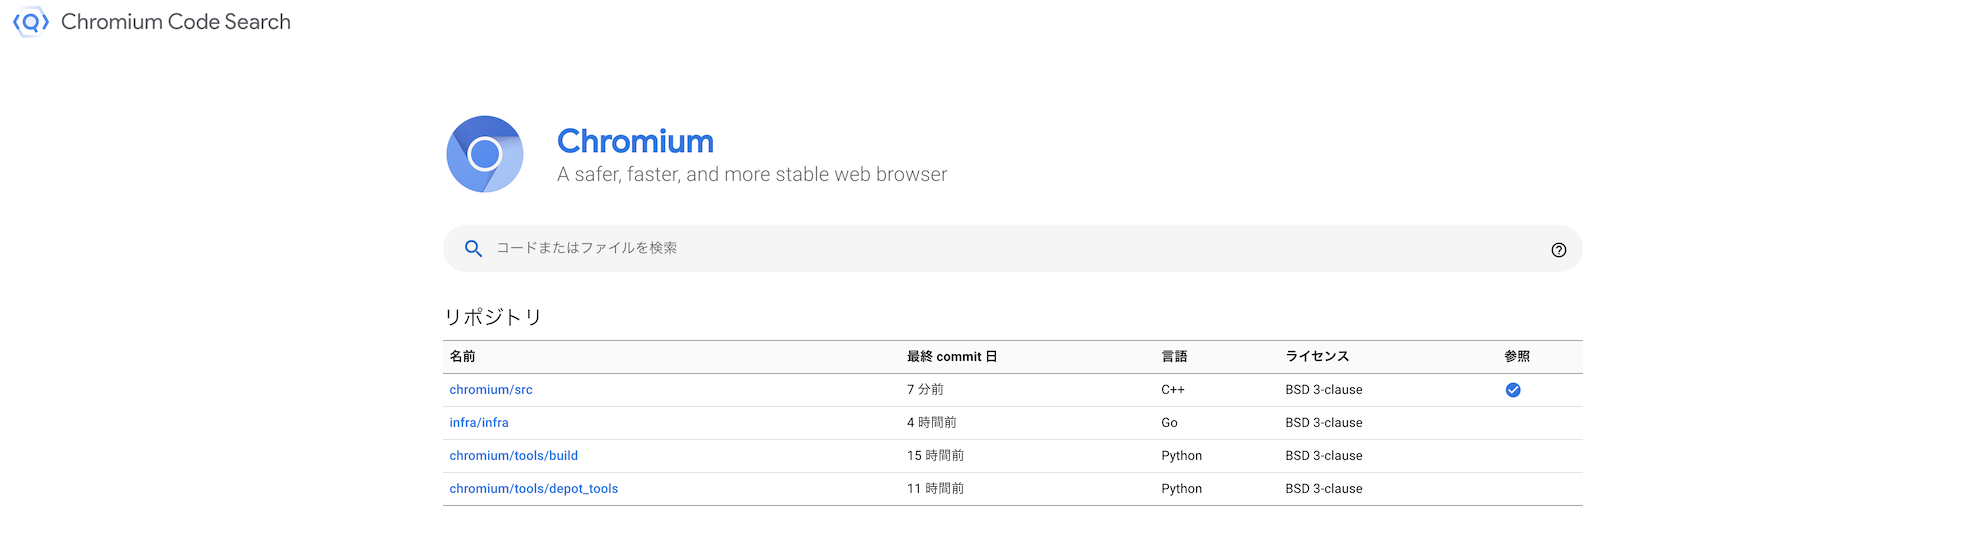 Chromium Code Search
Chromium
A safer, faster, and more stable web browser
コードまたはファイルを検索
リポジトリ
名前 最終 commit 日 言語 ライセンス 参照
chromium/src 7 分前 C++ BSD 3-clause
infra/infra 4 時間前 Go BSD 3-clause
chromium/tools/build 15 時間前 Python BSD 3-clause
chromium/tools/depot_tools 11 時間前 Python BSD 3-clause